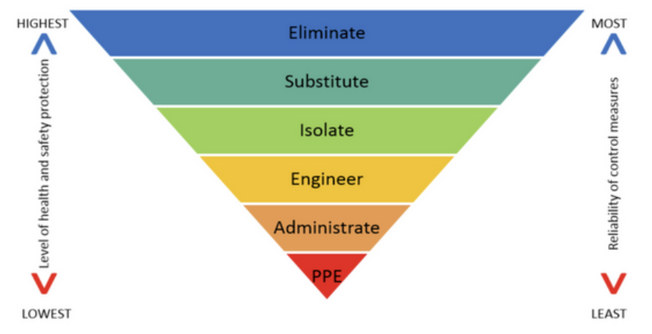 HIGHEST
MOST
Eliminate
Substitute
Isolate
Engineer
Administrate
PPE
Level of health and safety protection
Reliability of control measures
LOWEST
LEAST